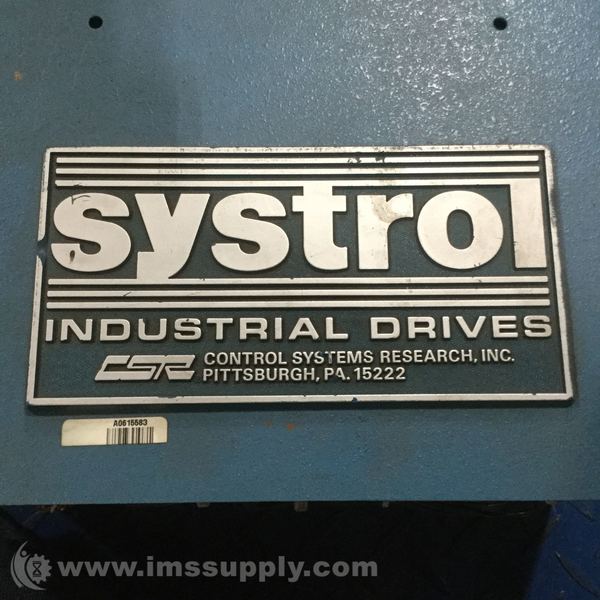 systrol
INDUSTRIAL DRIVES
CSR CONTROL SYSTEMS RESEARCH, INC.
PITTSBURGH, PA. 15222
A0615583
www.imssupply.com